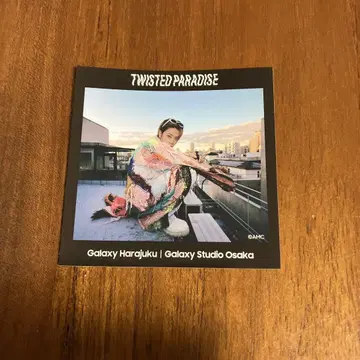 TWISTED PARADISE
©AMC
Galaxy Harajuku | Galaxy Studio Osaka